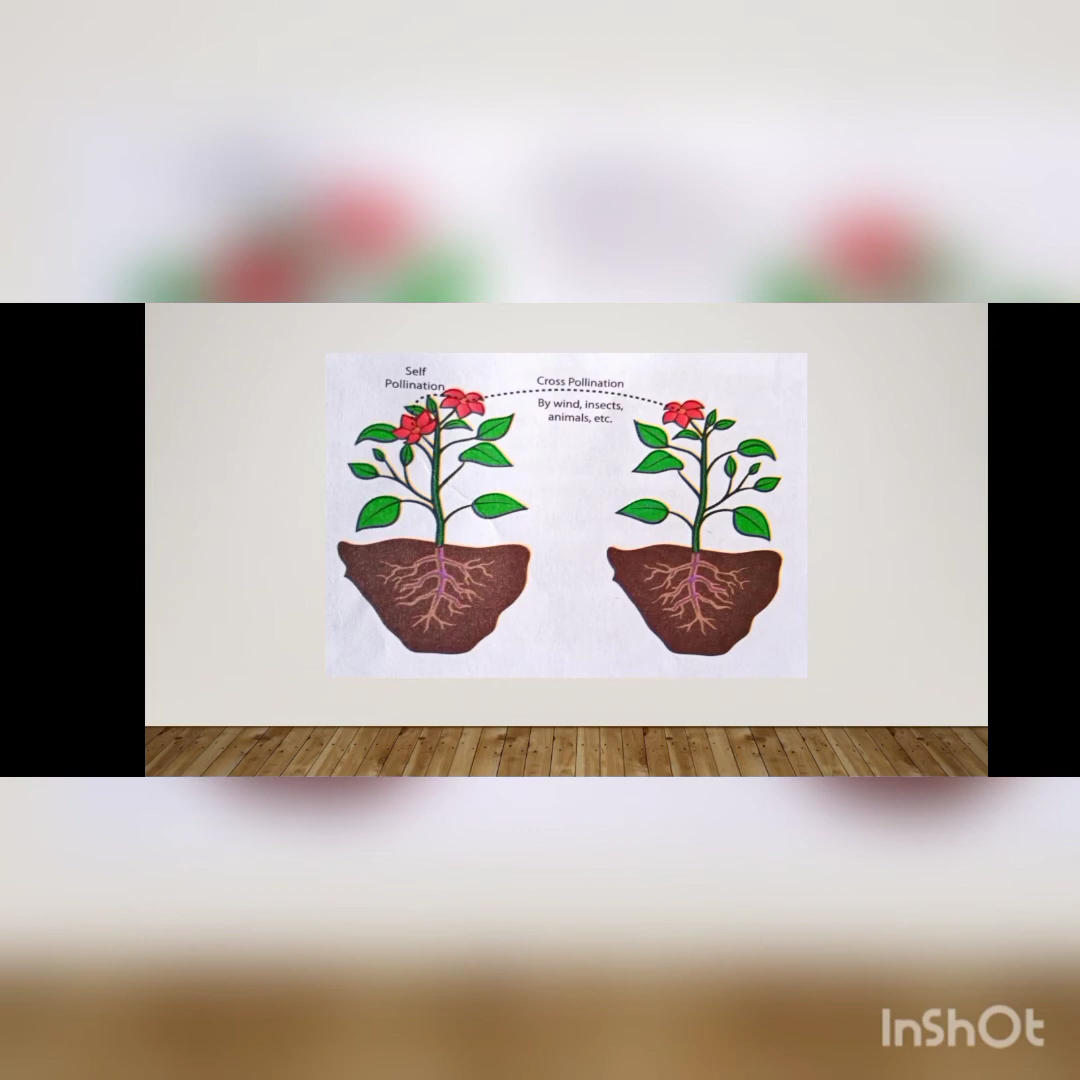 Self
Pollination
Cross Pollination
By wind, insects,
animals, etc.
InShOt